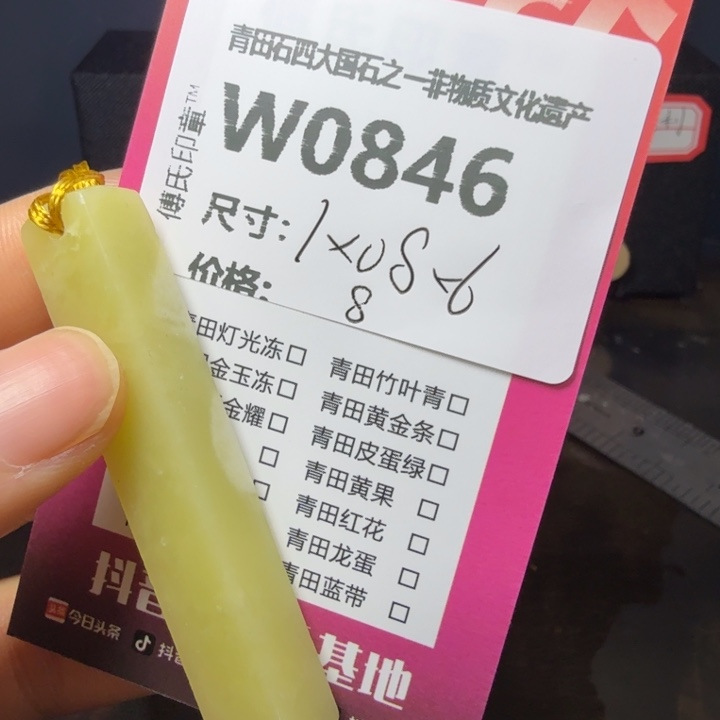 青田石四大国石之一非物质文化遗产
傅氏印章™
W0846
尺寸: 1×0.8×6
价格: 8
青田灯光冻□
金玉冻□
金耀□
□
□
青田竹叶青□
青田黄金条□
青田皮蛋绿□
青田黄果 □
青田红花 □
青田龙蛋 □
青田蓝带 □
抖音
基地
今日头条
抖音